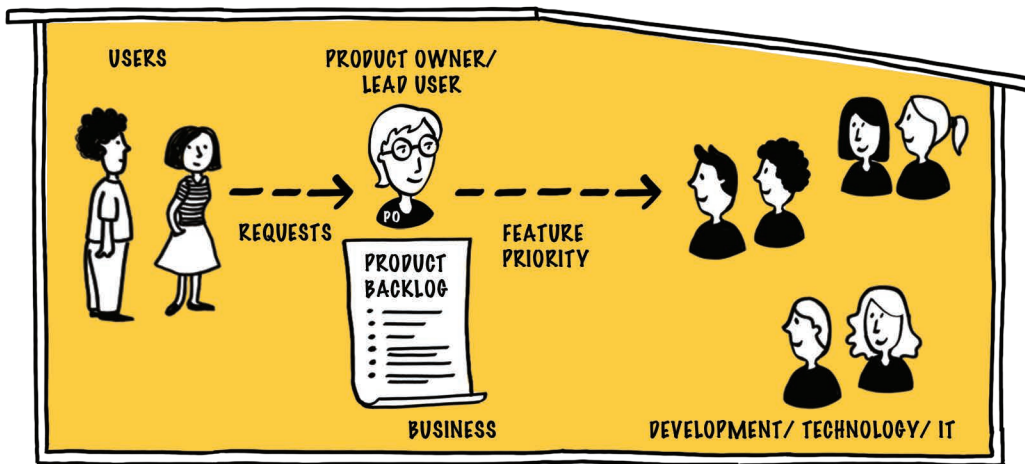 USERS
PRODUCT OWNER/
LEAD USER
PO
REQUESTS
FEATURE
PRIORITY
PRODUCT
BACKLOG
BUSINESS
DEVELOPMENT/ TECHNOLOGY/ IT